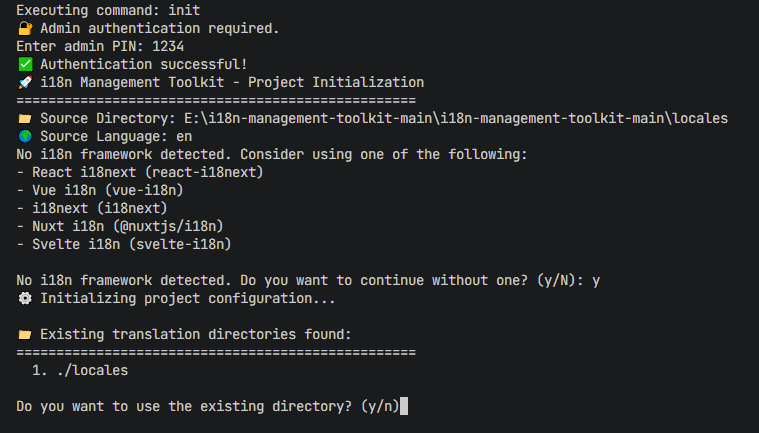 Executing command: init
🔐 Admin authentication required.
Enter admin PIN: 1234
✅ Authentication successful!
🚀 i18n Management Toolkit - Project Initialization
==================================================
📁 Source Directory: E:\i18n-management-toolkit-main\i18n-management-toolkit-main\locales
🌍 Source Language: en
No i18n framework detected. Consider using one of the following:
- React i18next (react-i18next)
- Vue i18n (vue-i18n)
- i18next (i18next)
- Nuxt i18n (@nuxtjs/i18n)
- Svelte i18n (svelte-i18n)
No i18n framework detected. Do you want to continue without one? (y/N): y
⚙️ Initializing project configuration...
📁 Existing translation directories found:
==================================================
1. ./locales
Do you want to use the existing directory? (y/n)